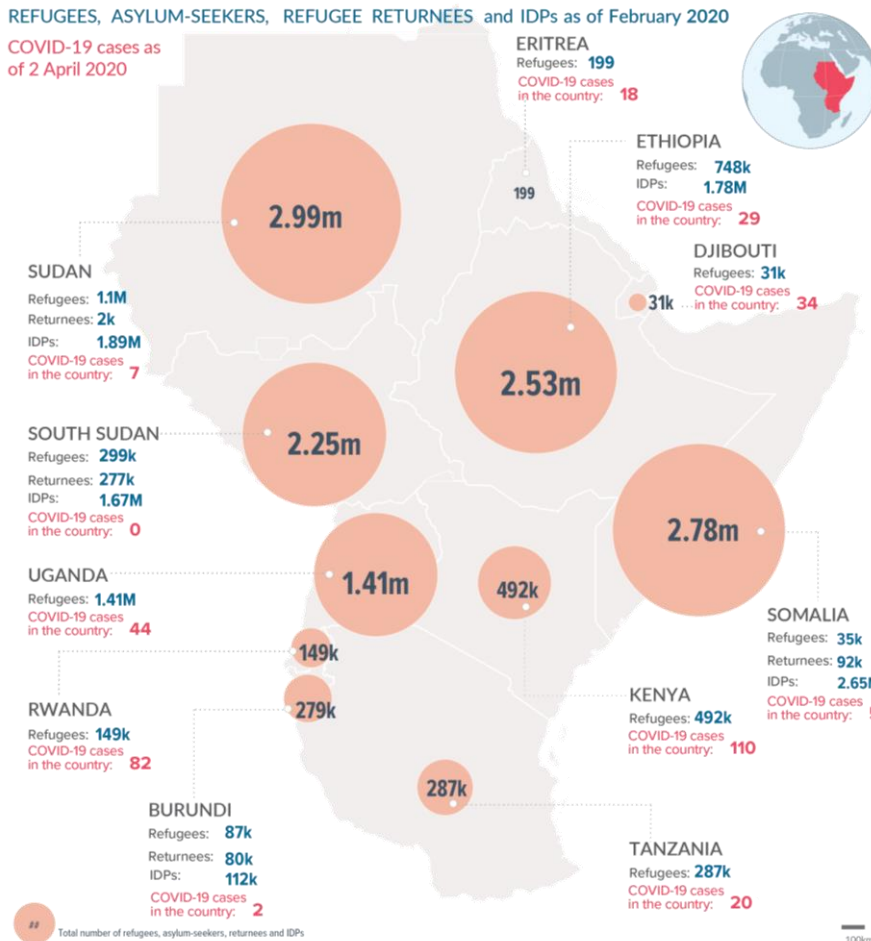 REFUGEES, ASYLUM-SEEKERS, REFUGEE RETURNEES and IDPs as of February 2020
COVID-19 cases as
of 2 April 2020
ERITREA
Refugees: 199
COVID-19 cases
in the country: 18
199
ETHIOPIA
Refugees: 748k
IDPs: 1.78M
COVID-19 cases
in the country: 29
2.99m
DJIBOUTI
Refugees: 31k
COVID-19 cases
in the country: 34
31k
SUDAN
Refugees: 1.1M
Returnees: 2k
IDPs: 1.89M
COVID-19 cases
in the country: 7
2.53m
SOUTH SUDAN
Refugees: 299k
Returnees: 277k
IDPs: 1.67M
COVID-19 cases
in the country: 0
2.25m
2.78m
UGANDA
Refugees: 1.41M
COVID-19 cases
in the country: 44
1.41m
492k
SOMALIA
Refugees: 35k
Returnees: 92k
IDPs:
COVID-19 cases
in the country:
149k
RWANDA
Refugees: 149k
COVID-19 cases
in the country: 82
279k
KENYA
Refugees: 492k
COVID-19 cases
in the country: 110
287k
BURUNDI
Refugees: 87k
Returnees: 80k
IDPs: 112k
COVID-19 cases
in the country: 2
TANZANIA
Refugees: 287k
COVID-19 cases
in the country: 20
## Total number of refugees, asylum-seekers, returnees and IDPs